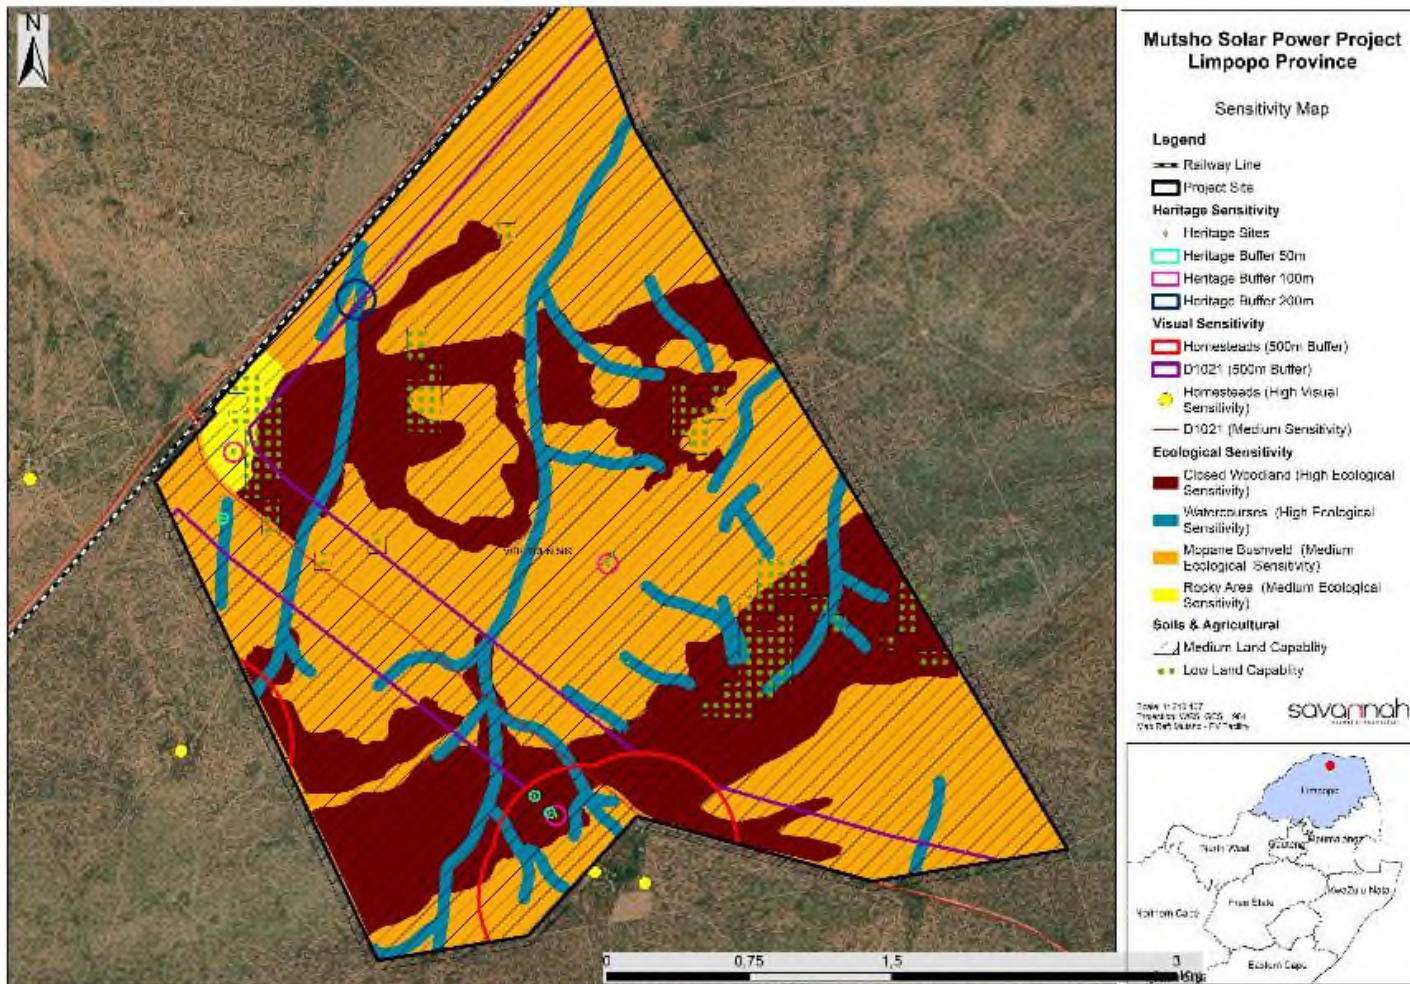 N
Mutsho Solar Power Project
Limpopo Province
Sensitivity Map
Legend
Railway Line
Project Site
Heritage Sensitivity
Heritage Sites
Heritage Buffer 50m
Heritage Buffer 100m
Heritage Buffer 200m
Visual Sensitivity
Homesteads (500m Buffer)
D1021 (500m Buffer)
Homesteads (High Visual
Sensitivity)
D1021 (Medium Sensitivity)
Ecological Sensitivity
Closed Woodland (High Ecological
Sensitivity)
Watercourses (High Ecological
Sensitivity)
Mopane Bushveld (Medium
Ecological Sensitivity)
Rocky Area (Medium Ecological
Sensitivity)
Soils & Agricultural
Medium Land Capablity
Low Land Capablity
savannah
Limpopo
North West
Gauteng
Mpumalanga
KwaZulu Natal
Free State
Northern Cape
Eastern Cape
0 0,75 1,5 3